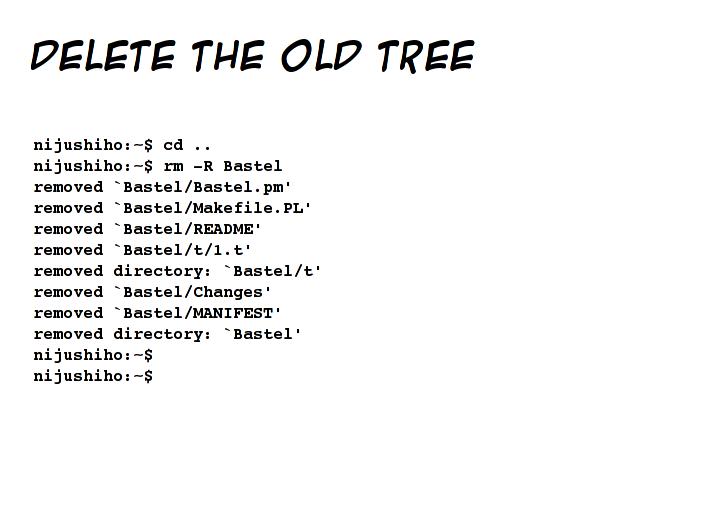 DELETE THE OLD TREE
nijushiho:~$ cd ..
nijushiho:~$ rm -R Bastel
removed `Bastel/Bastel.pm'
removed `Bastel/Makefile.PL'
removed `Bastel/README'
removed `Bastel/t/1.t'
removed directory: `Bastel/t'
removed `Bastel/Changes'
removed `Bastel/MANIFEST'
removed directory: `Bastel'
nijushiho:~$
nijushiho:~$